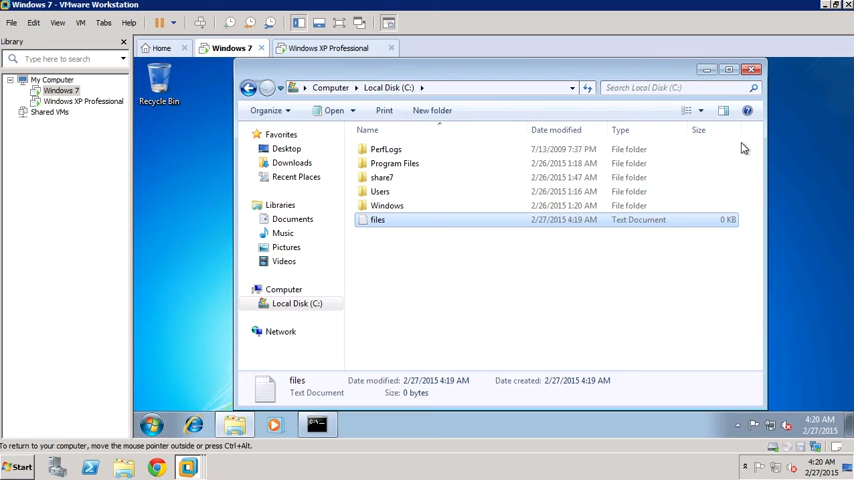 Windows 7 - VMware Workstation
File Edit View VM Tabs Help
Library
Type here to search
My Computer
Windows 7
Windows XP Professional
Shared VMs
Home
Windows 7
Windows XP Professional
Recycle Bin
Computer Local Disk (C:)
Search Local Disk (C:)
Organize Open Print New folder
Favorites
Desktop
Downloads
Recent Places
Libraries
Documents
Music
Pictures
Videos
Computer
Local Disk (C:)
Network
Name Date modified Type Size
PerfLogs 7/13/2009 7:37 PM File folder
Program Files 2/26/2015 1:18 AM File folder
share7 2/26/2015 1:47 AM File folder
Users 2/26/2015 1:16 AM File folder
Windows 2/26/2015 1:20 AM File folder
files 2/27/2015 4:19 AM Text Document 0 KB
files Date modified: 2/27/2015 4:19 AM Date created: 2/27/2015 4:19 AM
Text Document Size: 0 bytes
4:20 AM
2/27/2015
To return to your computer, move the mouse pointer outside or press Ctrl+Alt.
Start
4:20 AM
2/27/2015